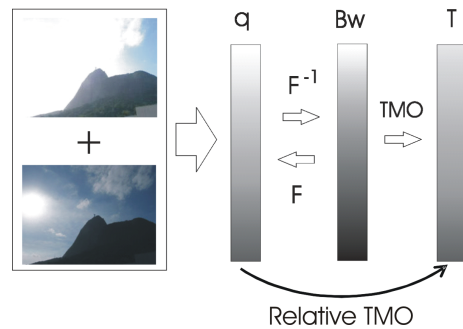 q Bw T
F⁻¹
TMO
+
F
Relative TMO